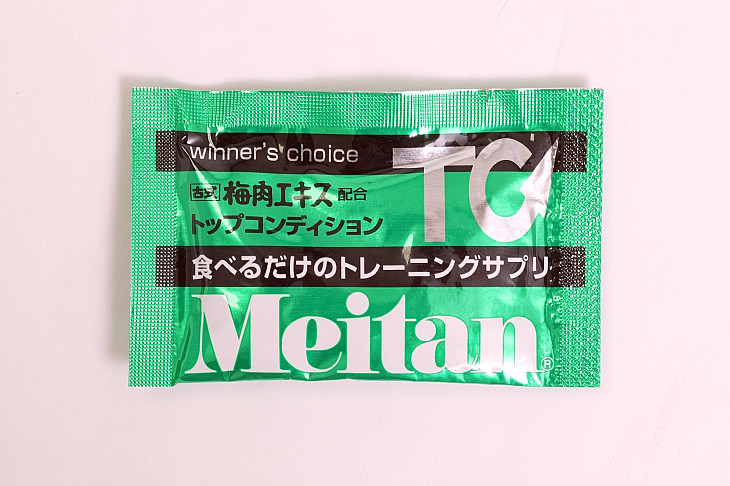 winner's choice
TC
古式 梅肉エキス 配合
トップコンディション
食べるだけのトレーニングサプリ
Meitan®